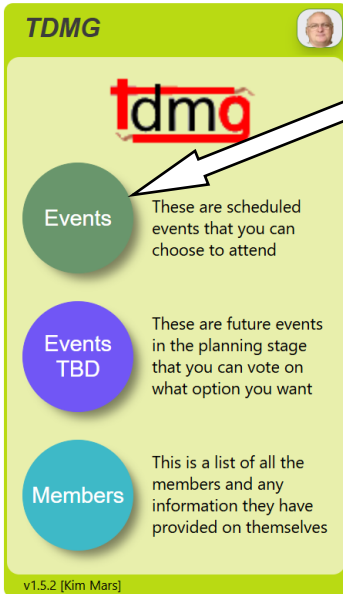 TDMG
tdmg
Events
These are scheduled
events that you can
choose to attend
Events
TBD
These are future events
in the planning stage
that you can vote on
what option you want
Members
This is a list of all the
members and any
information they have
provided on themselves
v1.5.2 [Kim Mars]